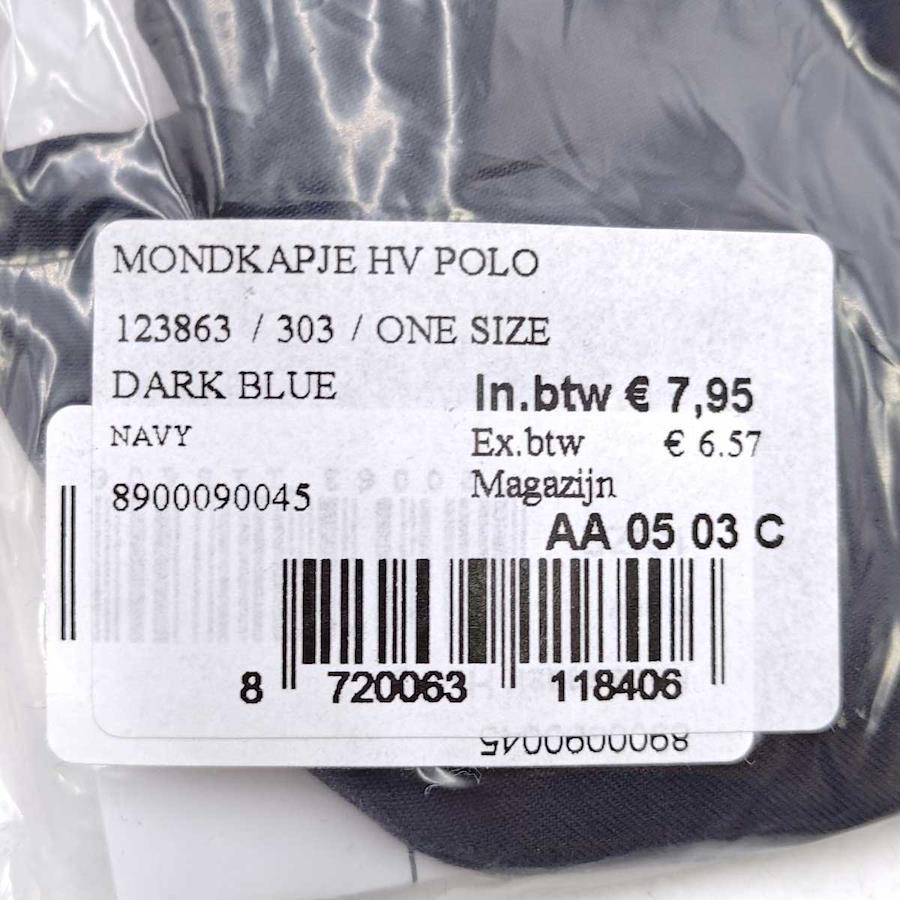 MONDKAPJE HV POLO
123863 / 303 / ONE SIZE
DARK BLUE
In.btw € 7,95
NAVY
Ex.btw € 6.57
8900090045
Magazijn
AA 05 03 C
8 720063 118406
8900090045